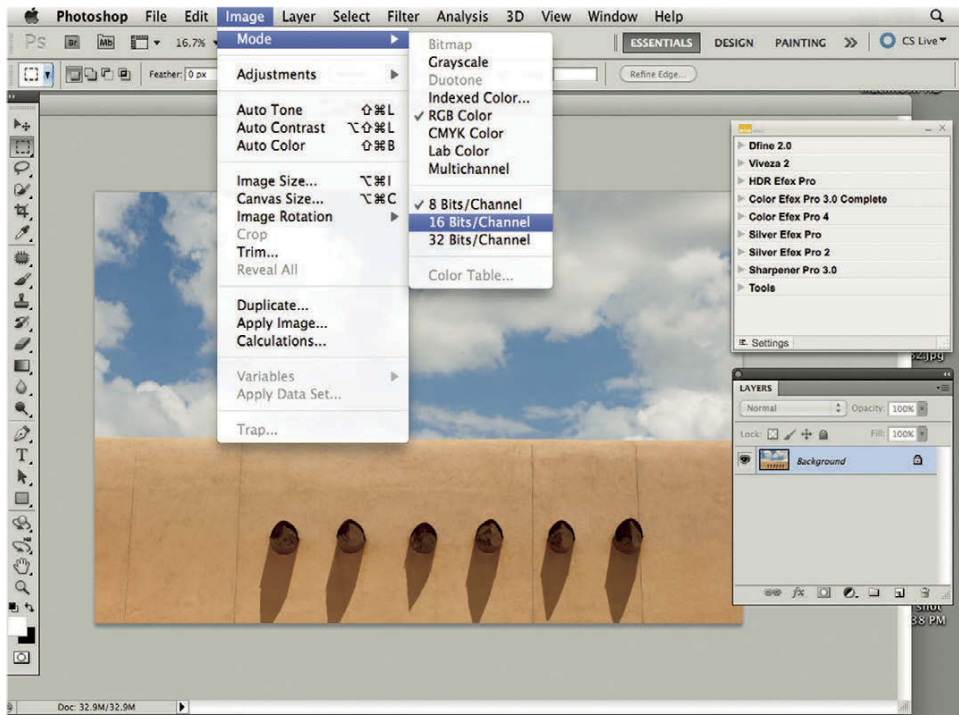 Photoshop File Edit Image Layer Select Filter Analysis 3D View Window Help
Ps Br Mb 16.7% ESSENTIALS DESIGN PAINTING CS Live
Feather: 0 px Refine Edge...
Mode
Adjustments
Auto Tone ⇧⌘L
Auto Contrast ⌥⇧⌘L
Auto Color ⇧⌘B
Image Size... ⌥⌘I
Canvas Size... ⌥⌘C
Image Rotation
Crop
Trim...
Reveal All
Duplicate...
Apply Image...
Calculations...
Variables
Apply Data Set...
Trap...
Bitmap
Grayscale
Duotone
Indexed Color...
✓ RGB Color
CMYK Color
Lab Color
Multichannel
✓ 8 Bits/Channel
16 Bits/Channel
32 Bits/Channel
Color Table...
Dfine 2.0
Viveza 2
HDR Efex Pro
Color Efex Pro 3.0 Complete
Color Efex Pro 4
Silver Efex Pro
Silver Efex Pro 2
Sharpener Pro 3.0
Tools
Settings
LAYERS
Normal Opacity: 100%
Lock: Fill: 100%
Background
fx
38 PM
Doc: 32.9M/32.9M